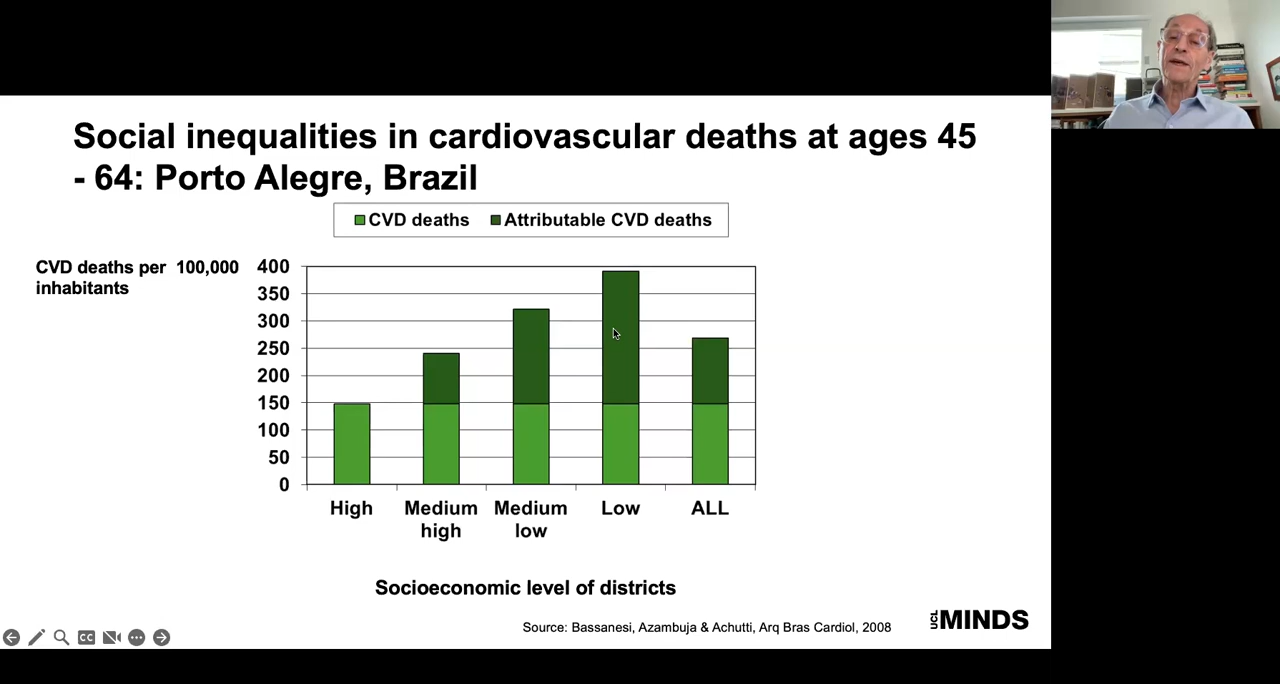 Social inequalities in cardiovascular deaths at ages 45
- 64: Porto Alegre, Brazil
CVD deaths
Attributable CVD deaths
CVD deaths per 100,000
inhabitants
400
350
300
250
200
150
100
50
0
High
Medium
high
Medium
low
Low
ALL
Socioeconomic level of districts
Source: Bassanesi, Azambuja & Achutti, Arq Bras Cardiol, 2008
UCL
MINDS
CC